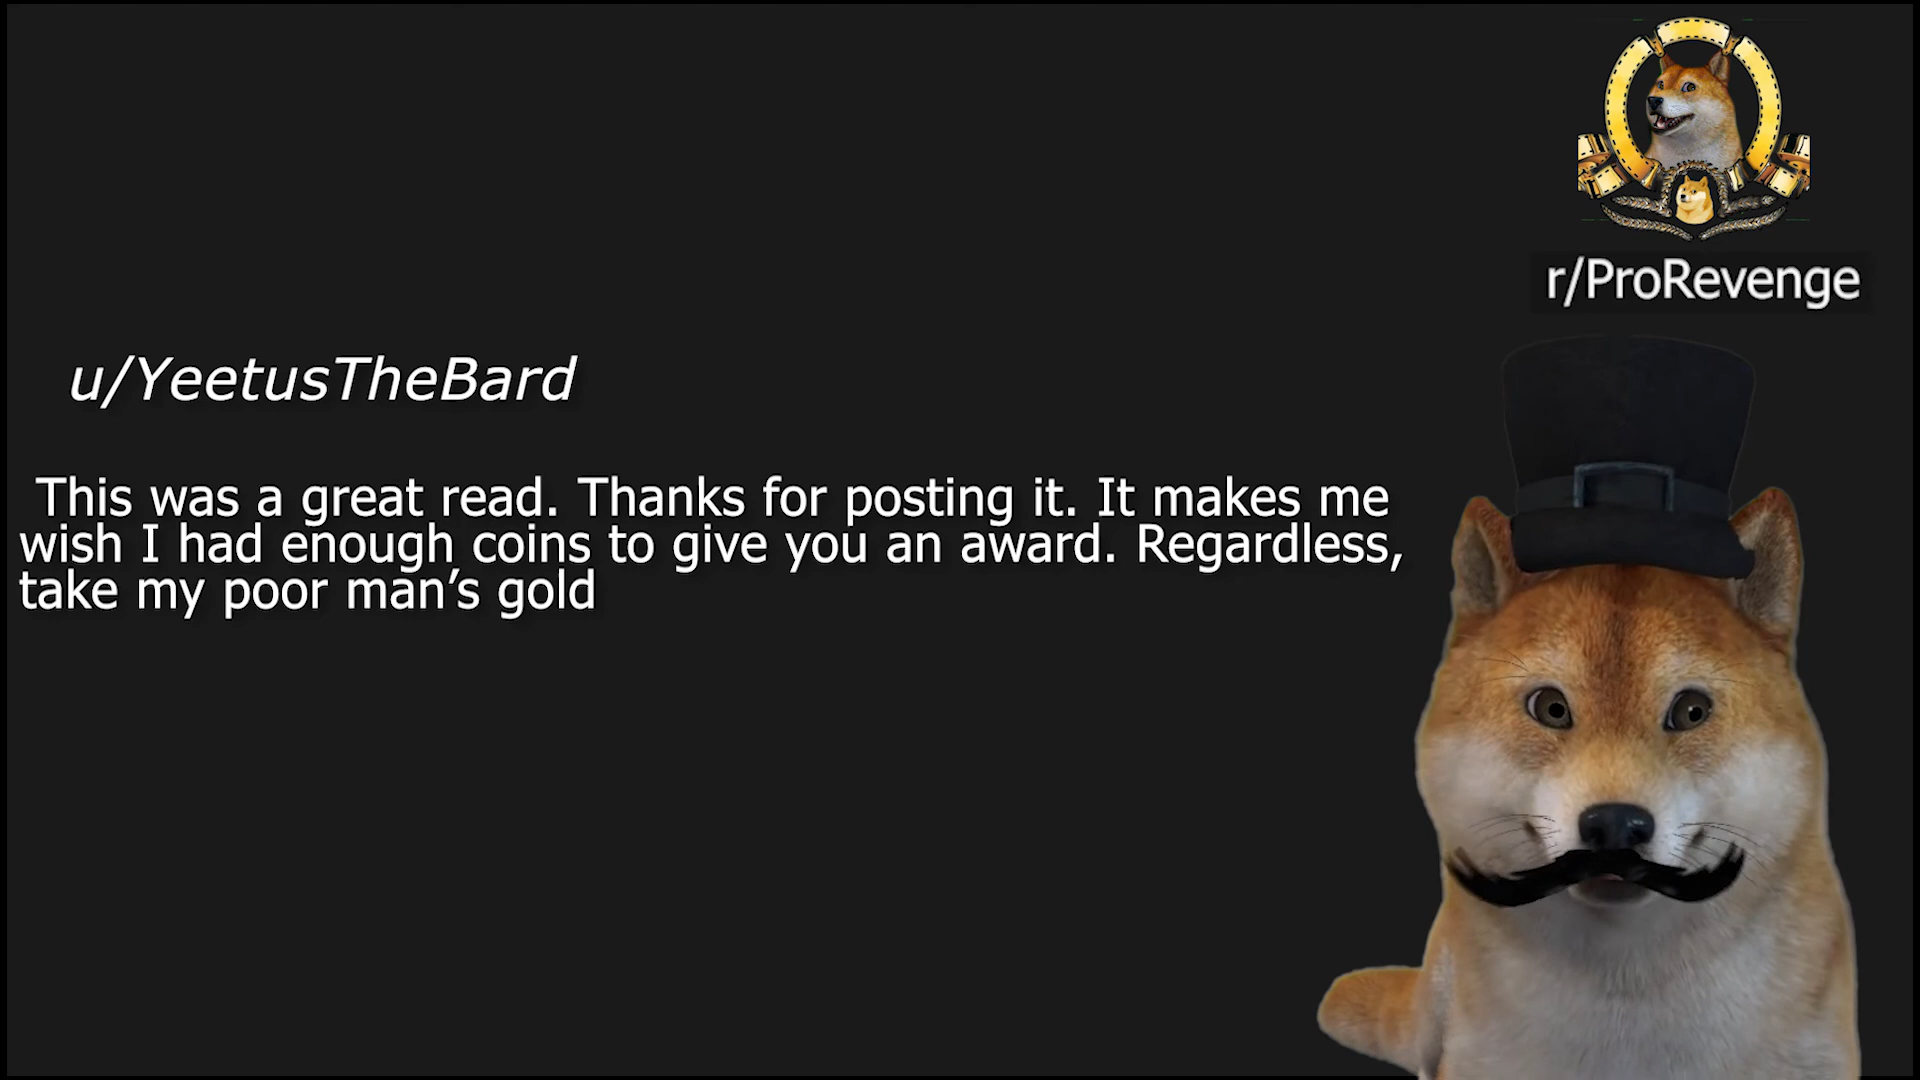 r/ProRevenge
u/YeetusTheBard
This was a great read. Thanks for posting it. It makes me
wish I had enough coins to give you an award. Regardless,
take my poor man’s gold